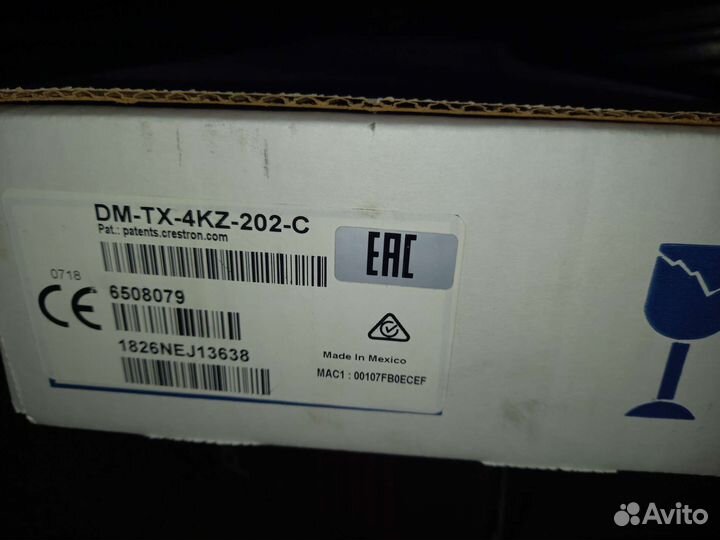 DM-TX-4KZ-202-C
Pat.: patents.crestron.com
EAC
0718
6508079
CE
1826NEJ13638
Made In Mexico
MAC1 : 00107FB0ECEF
Avito